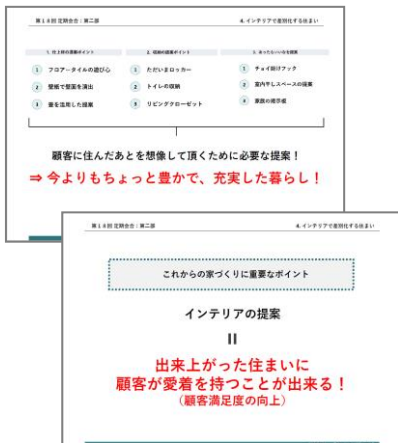 第18回 定期会合：第二部
4. インテリアで差別化する住まい
1. 仕上材の提案ポイント
2. 収納の提案ポイント
3. あったらいいなを提案
1 フロアータイルの遊び心
2 壁紙で壁面を演出
3 畳を活用した提案
1 ただいまロッカー
2 トイレの収納
3 リビングクローゼット
1 チョイ掛けフック
2 室内干しスペースの提案
3 家族の掲示板
顧客に住んだあとを想像して頂くために必要な提案！
⇒ 今よりもちょっと豊かで、充実した暮らし！
第18回 定期会合：第二部
4. インテリアで差別化する住まい
これからの家づくりに重要なポイント
インテリアの提案
＝
出来上がった住まいに
顧客が愛着を持つことが出来る！
（顧客満足度の向上）